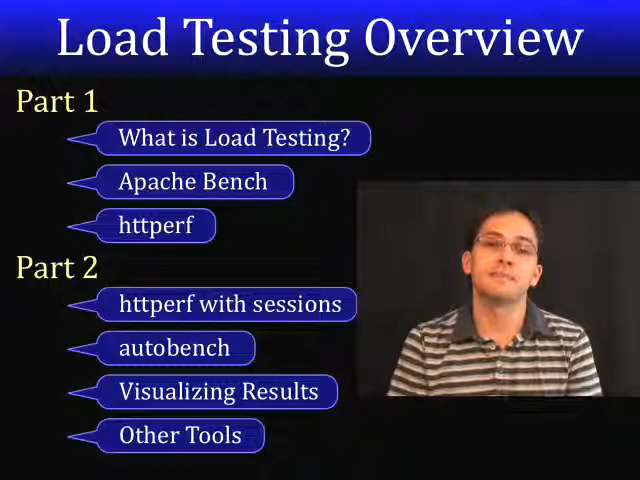 Load Testing Overview
Part 1
What is Load Testing?
Apache Bench
httperf
Part 2
httperf with sessions
autobench
Visualizing Results
Other Tools